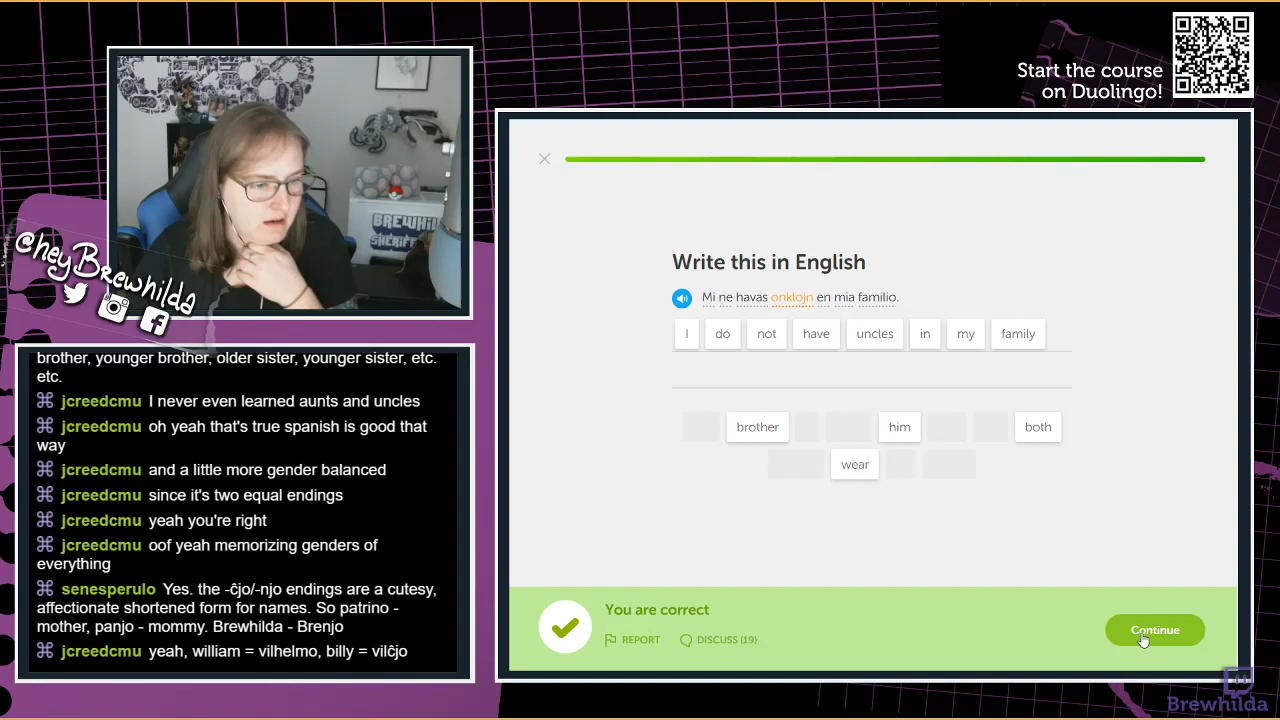 Start the course
on Duolingo!
@heyBrewhilda
BREWHIL
SHERIFF
brother, younger brother, older sister, younger sister, etc.
etc.
jcreedcmu I never even learned aunts and uncles
jcreedcmu oh yeah that's true spanish is good that
way
jcreedcmu and a little more gender balanced
jcreedcmu since it's two equal endings
jcreedcmu yeah you're right
jcreedcmu oof yeah memorizing genders of
everything
senesperulo Yes. the -ĉjo/-njo endings are a cutesy,
affectionate shortened form for names. So patrino -
mother, panjo - mommy. Brewhilda - Brenjo
jcreedcmu yeah, william = vilhelmo, billy = vilĉjo
Write this in English
Mi ne havas onklojn en mia familio.
I do not have uncles in my family
brother him both
wear
You are correct
REPORT DISCUSS (19)
Continue
Brewhilda